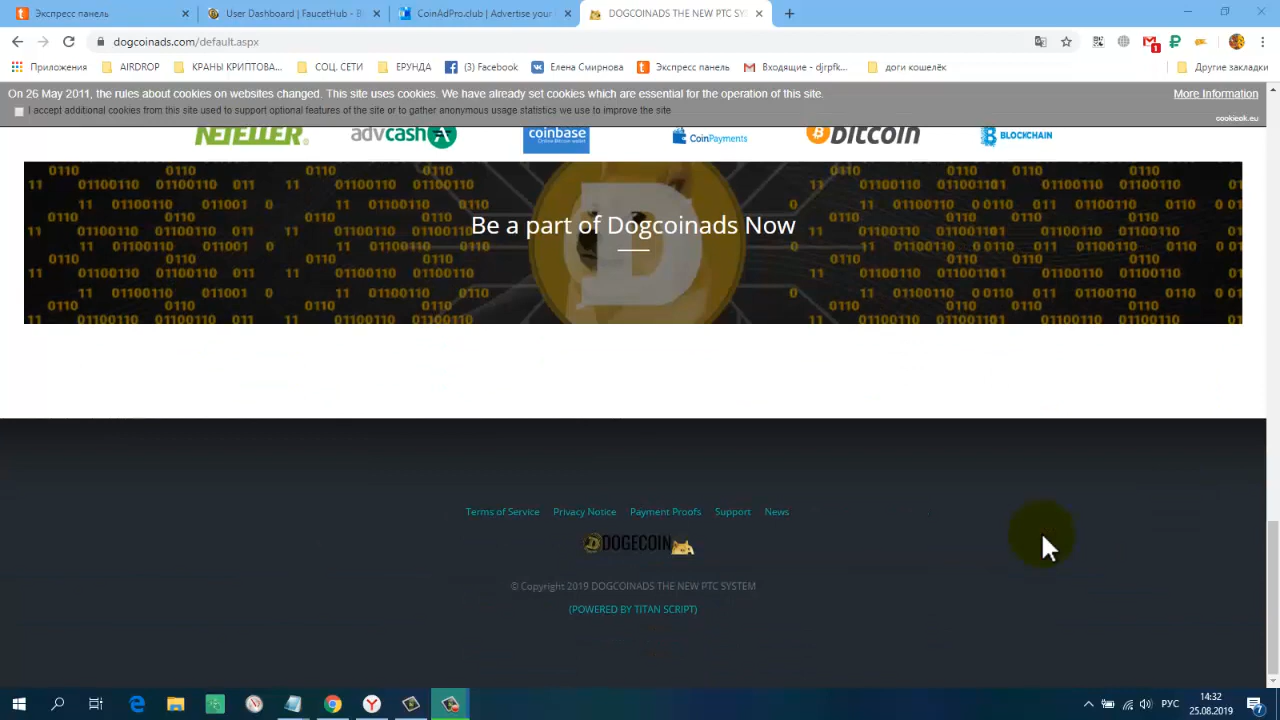 Экспресс панель
User Dashboard | FaucetHub - B
CoinAdPro.club | Advertise your
DOGCOINADS THE NEW PTC SY
dogcoinads.com/default.aspx
1
Приложения
AIRDROP
КРАНЫ КРИПТОВА...
СОЦ. СЕТИ
ЕРУНДА
(3) Facebook
Елена Смирнова
Экспресс панель
Входящие - djrpfk...
доги кошелёк
Другие закладки
On 26 May 2011, the rules about cookies on websites changed. This site uses cookies. We have already set cookies which are essential for the operation of this site.
More Information
I accept additional cookies from this site used to support optional features of the site or to gather anonymous usage statistics we use to improve the site.
cookieok.eu
NETELLER
advcash
coinbase
CoinPayments
bitcoin
BLOCKCHAIN
Be a part of Dogcoinads Now
Terms of Service
Privacy Notice
Payment Proofs
Support
News
DOGECOIN
© Copyright 2019 DOGCOINADS THE NEW PTC SYSTEM
(POWERED BY TITAN SCRIPT)
РУС
14:32
25.08.2019